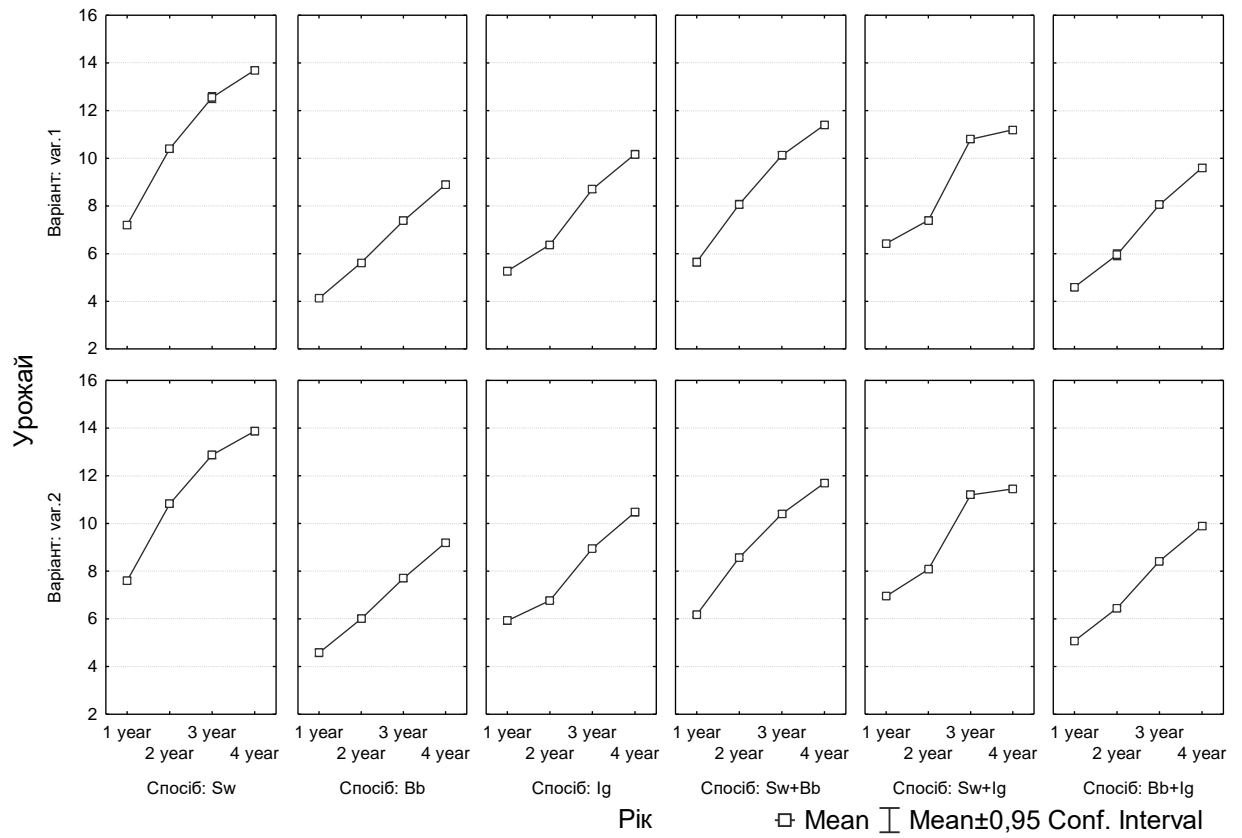 16
14
12
10
8
6
4
2
Варіант: var.1
Урожай
16
14
12
10
8
6
4
2
Варіант: var.2
1 year 3 year 1 year 3 year 1 year 3 year 1 year 3 year 1 year 3 year 1 year 3 year
2 year 4 year 2 year 4 year 2 year 4 year 2 year 4 year 2 year 4 year 2 year 4 year
Спосіб: Sw Спосіб: Bb Спосіб: Ig Спосіб: Sw+Bb Спосіб: Sw+Ig Спосіб: Bb+Ig
Рік Mean Mean±0,95 Conf. Interval